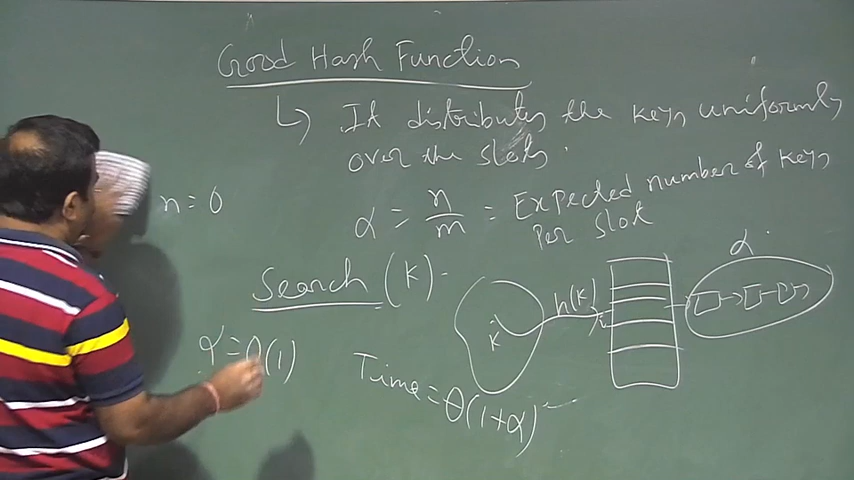 Good Hash Function
↳ It distributes the keys uniformly
over the slots.
n = 0
α = n/m = Expected number of keys
per slot
Search (K)
K
h(K)
α
α = θ(1)
Time = θ(1+α)